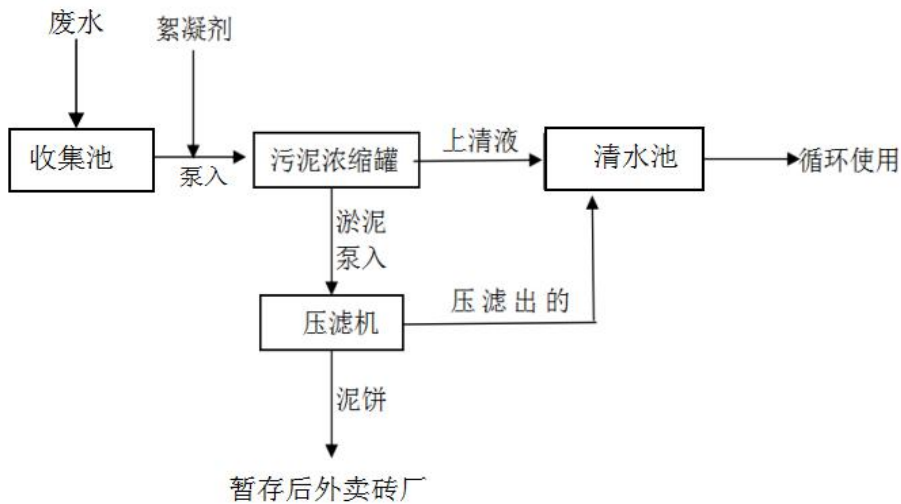 废水
絮凝剂
收集池
泵入
污泥浓缩罐
上清液
清水池
循环使用
淤泥
泵入
压滤机
压滤出的
泥饼
暂存后外卖砖厂